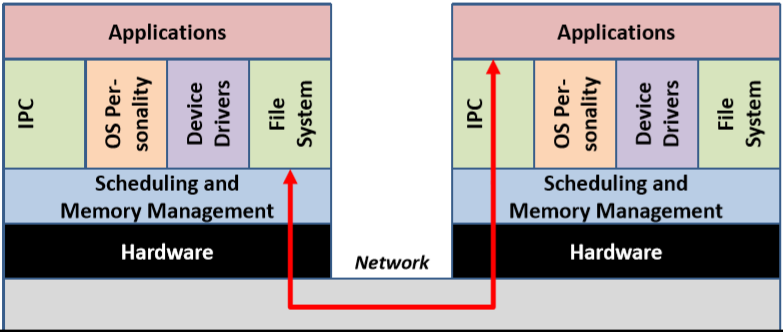 Applications
IPC
OS Per-
sonality
Device
Drivers
File
System
Scheduling and
Memory Management
Hardware
Network
Applications
IPC
OS Per-
sonality
Device
Drivers
File
System
Scheduling and
Memory Management
Hardware